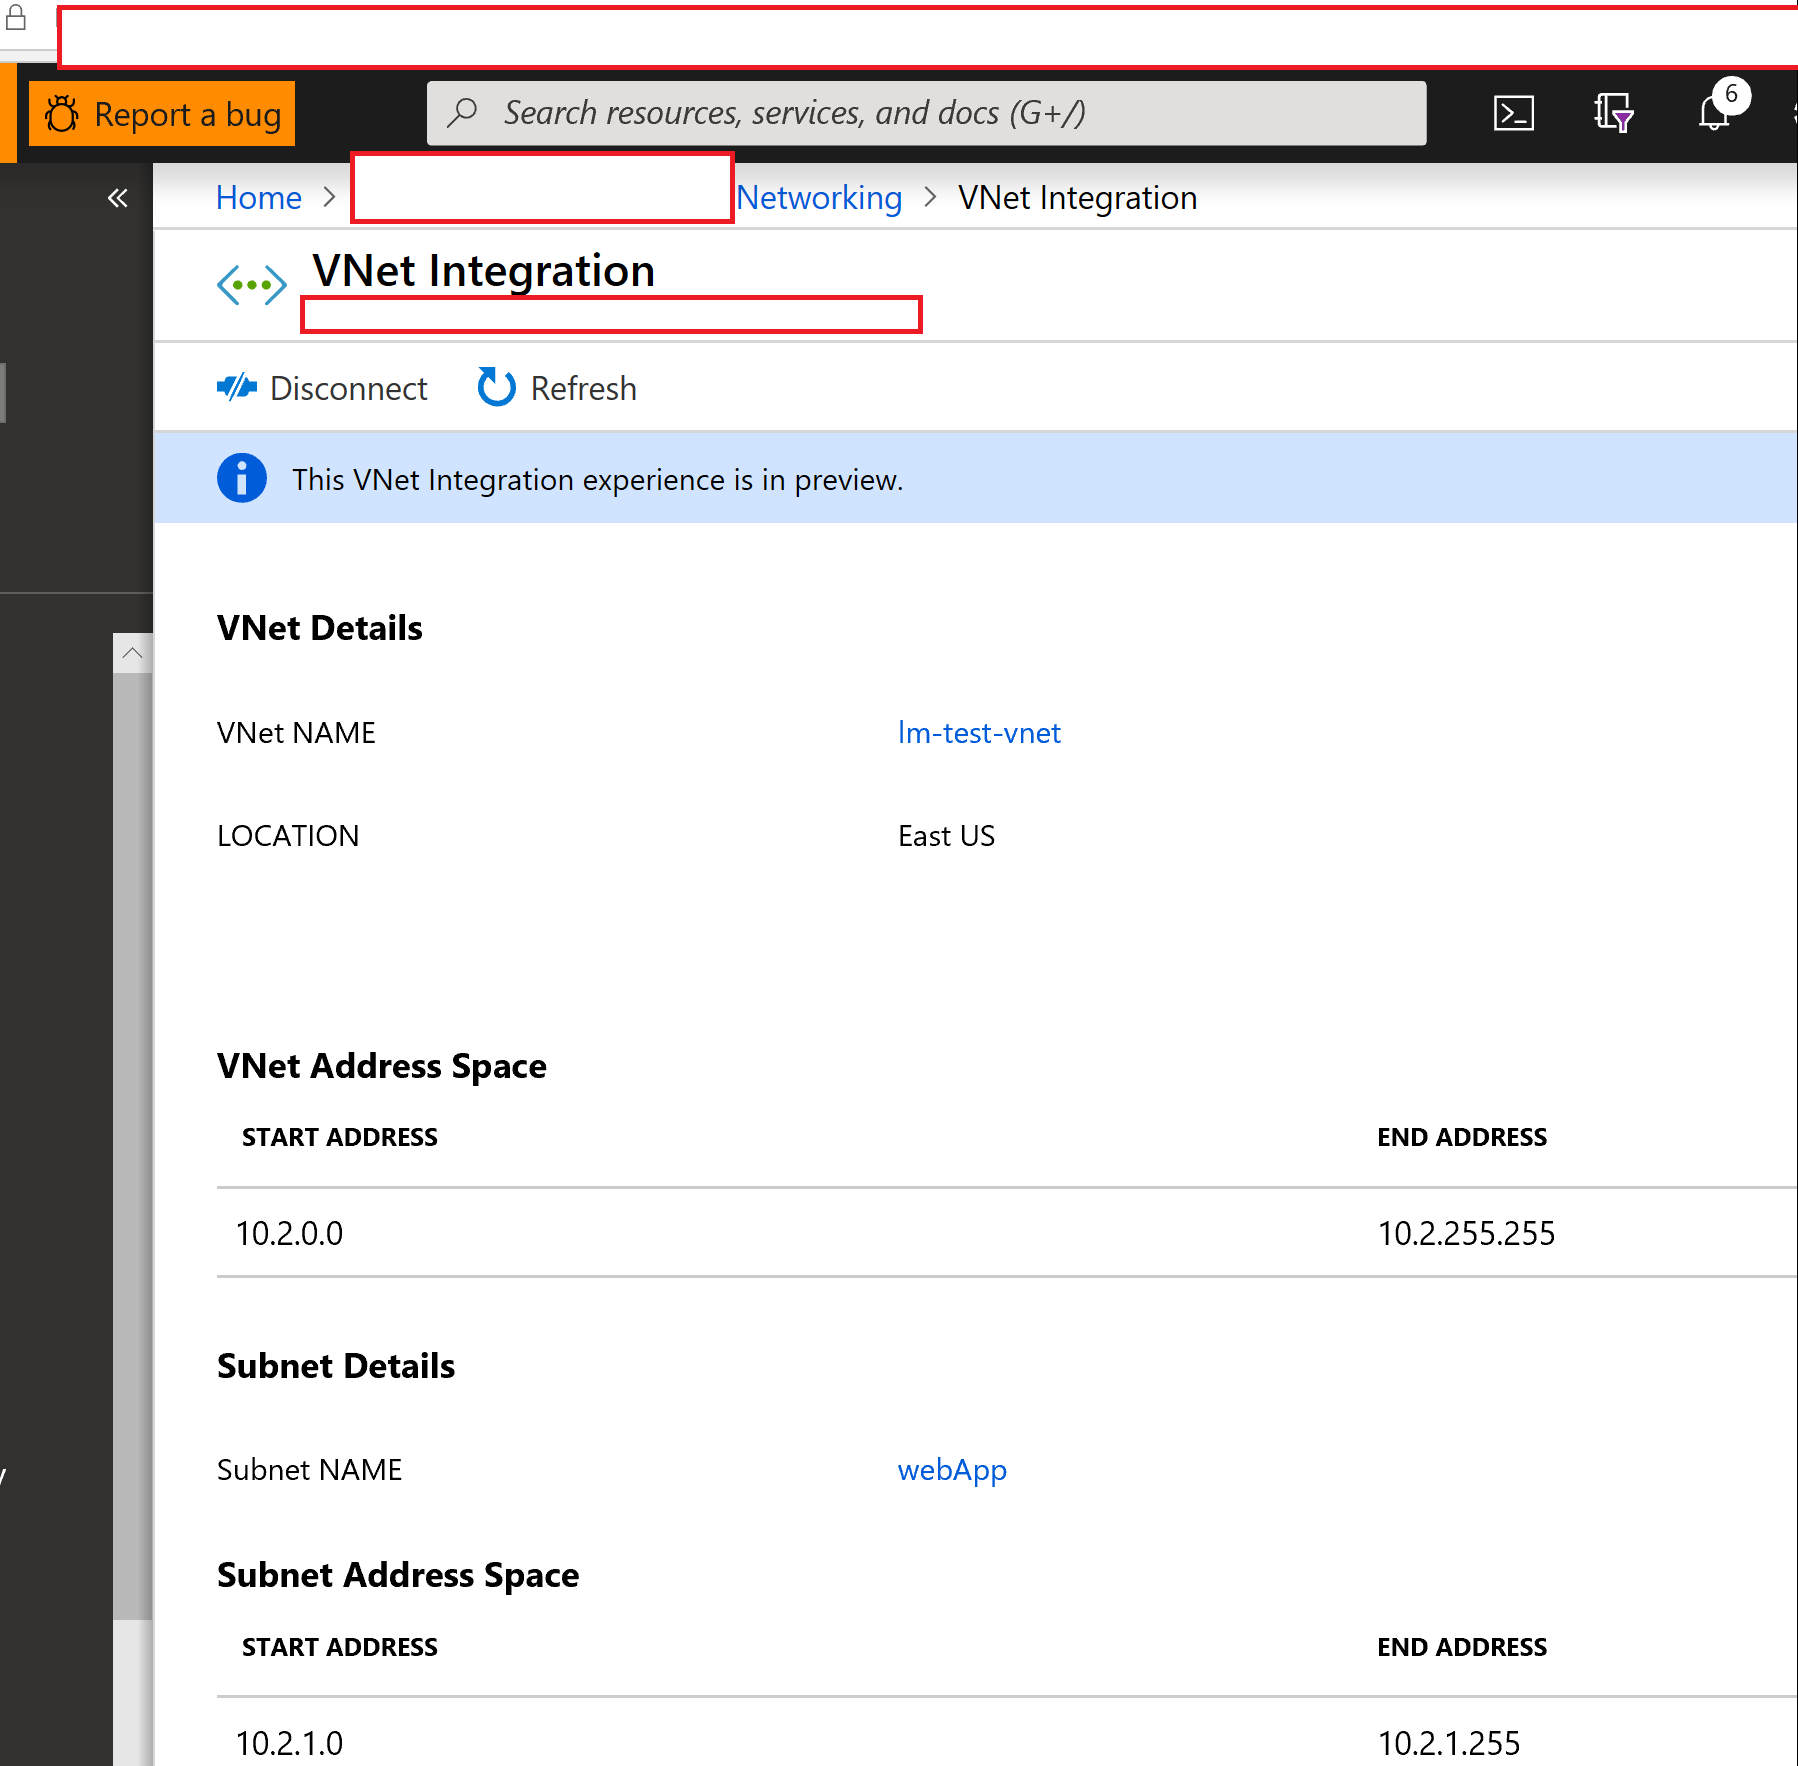 Report a bug
Search resources, services, and docs (G+/)
6
Home > Networking > VNet Integration
VNet Integration
Disconnect Refresh
This VNet Integration experience is in preview.
VNet Details
VNet NAME lm-test-vnet
LOCATION East US
VNet Address Space
START ADDRESS END ADDRESS
10.2.0.0 10.2.255.255
Subnet Details
Subnet NAME webApp
Subnet Address Space
START ADDRESS END ADDRESS
10.2.1.0 10.2.1.255